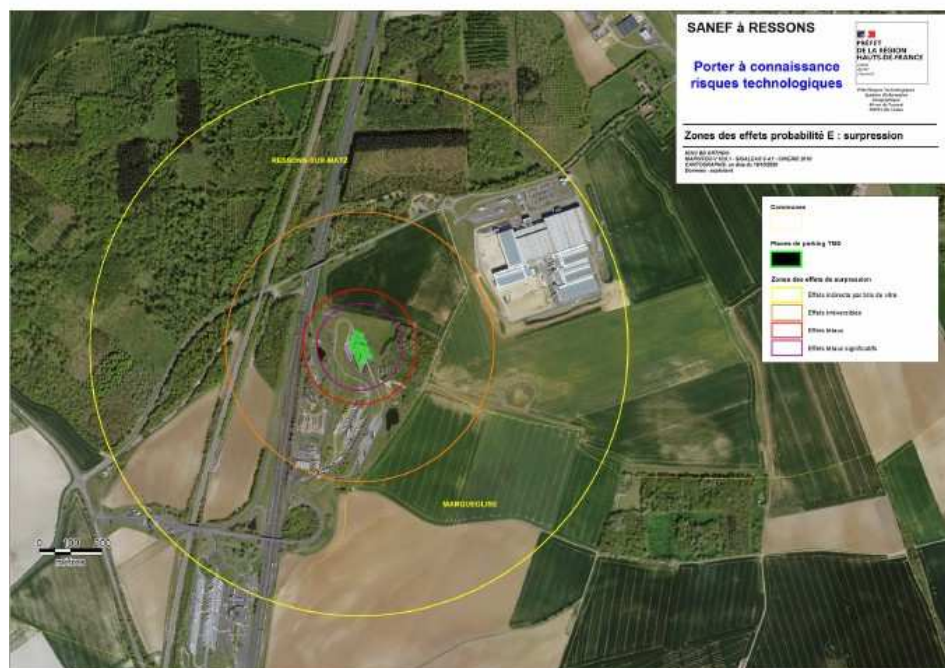 SANEF à RESSONS
Porter à connaissance
risques technologiques
PRÉFET
DE LA RÉGION
HAUTS-DE-FRANCE
Zones des effets probabilité E : surpression
Communes
Places de parking TMD
Zones des effets de surpression
Effets indirects par bris de vitre
Effets irréversibles
Effets létaux
Effets létaux significatifs
RESSONS-SUR-MATZ
MARQUEGLISE
0 100 200
mètres